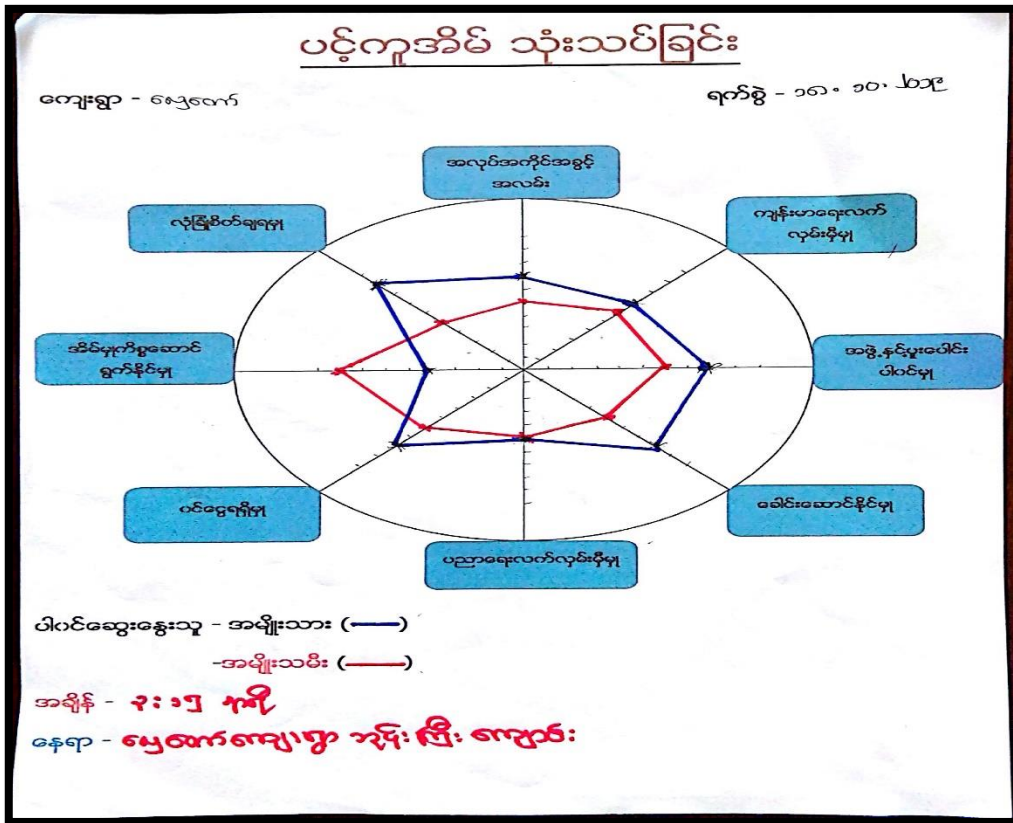 ပင့်ကူအိမ် သုံးသပ်ခြင်း
ကျေးရွာ -
ရက်စွဲ - ၁၈. ၁၀. ၂၀၁၉
အလုပ်အကိုင်အခွင့်
အလမ်း
လုံခြုံစိတ်ချရမှု
ကျန်းမာရေးလက်
လှမ်းမှီမှု
အိမ်မှုကိစ္စဆောင်
ရွက်နိုင်မှု
အဖွဲ့နှင့်ပူးပေါင်း
ပါဝင်မှု
ဝင်ငွေရရှိမှု
ခေါင်းဆောင်နိုင်မှု
ပညာရေးလက်လှမ်းမှီမှု
ပါဝင်ဆွေးနွေးသူ - အမျိုးသား (——)
-အမျိုးသမီး (——)
အချိန် - ၃:၁၅ နာရီ
နေရာ - ကျေးရွာ ဘုန်းကြီး ကျောင်း